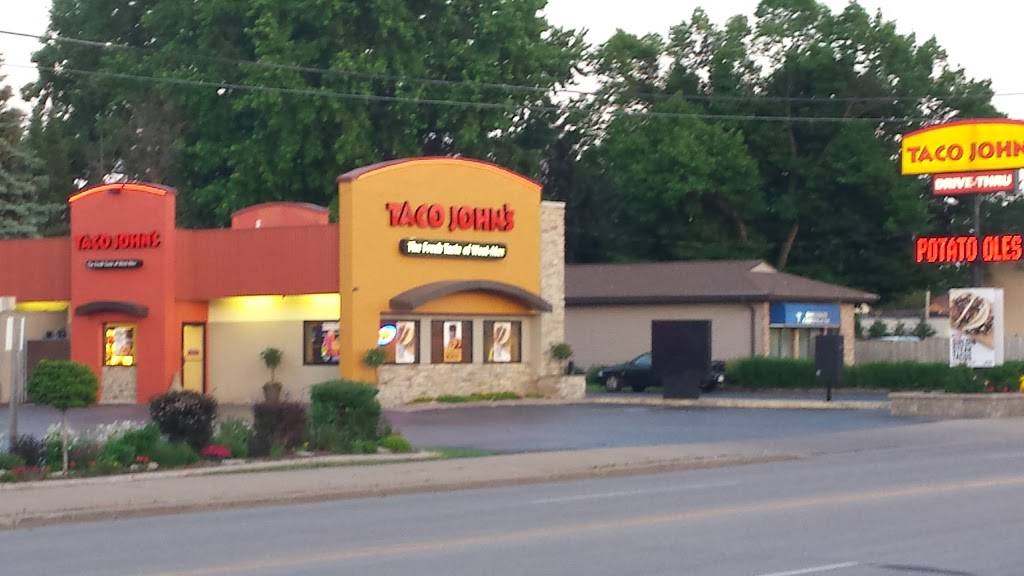 TACO JOHN'S
TACO JOHN'S
The Fresh Taste of West-Mex
TACO JOHN
DRIVE-THRU
POTATO OLES